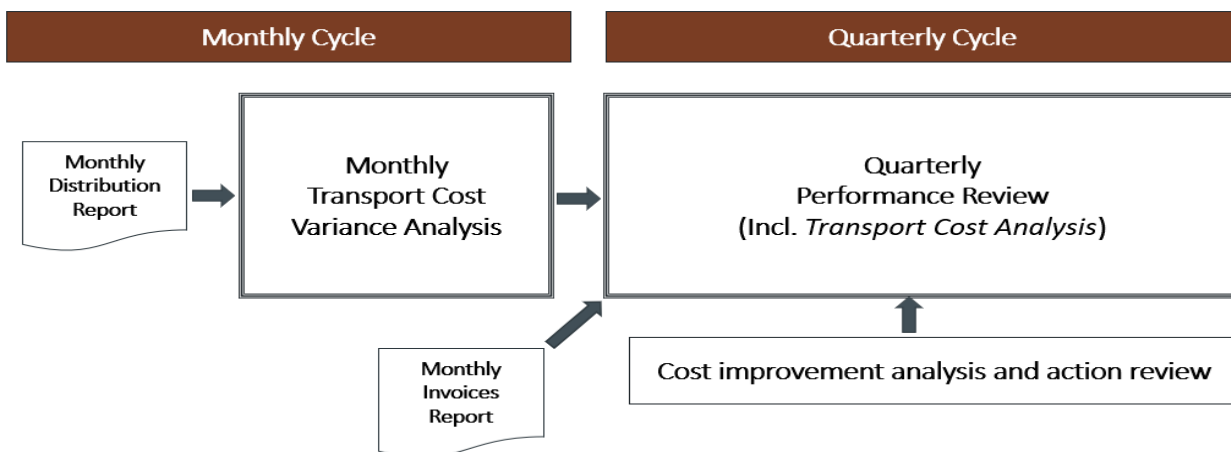 Monthly Cycle
Quarterly Cycle
Monthly
Distribution
Report
Monthly
Transport Cost
Variance Analysis
Quarterly
Performance Review
(Incl. Transport Cost Analysis)
Monthly
Invoices
Report
Cost improvement analysis and action review